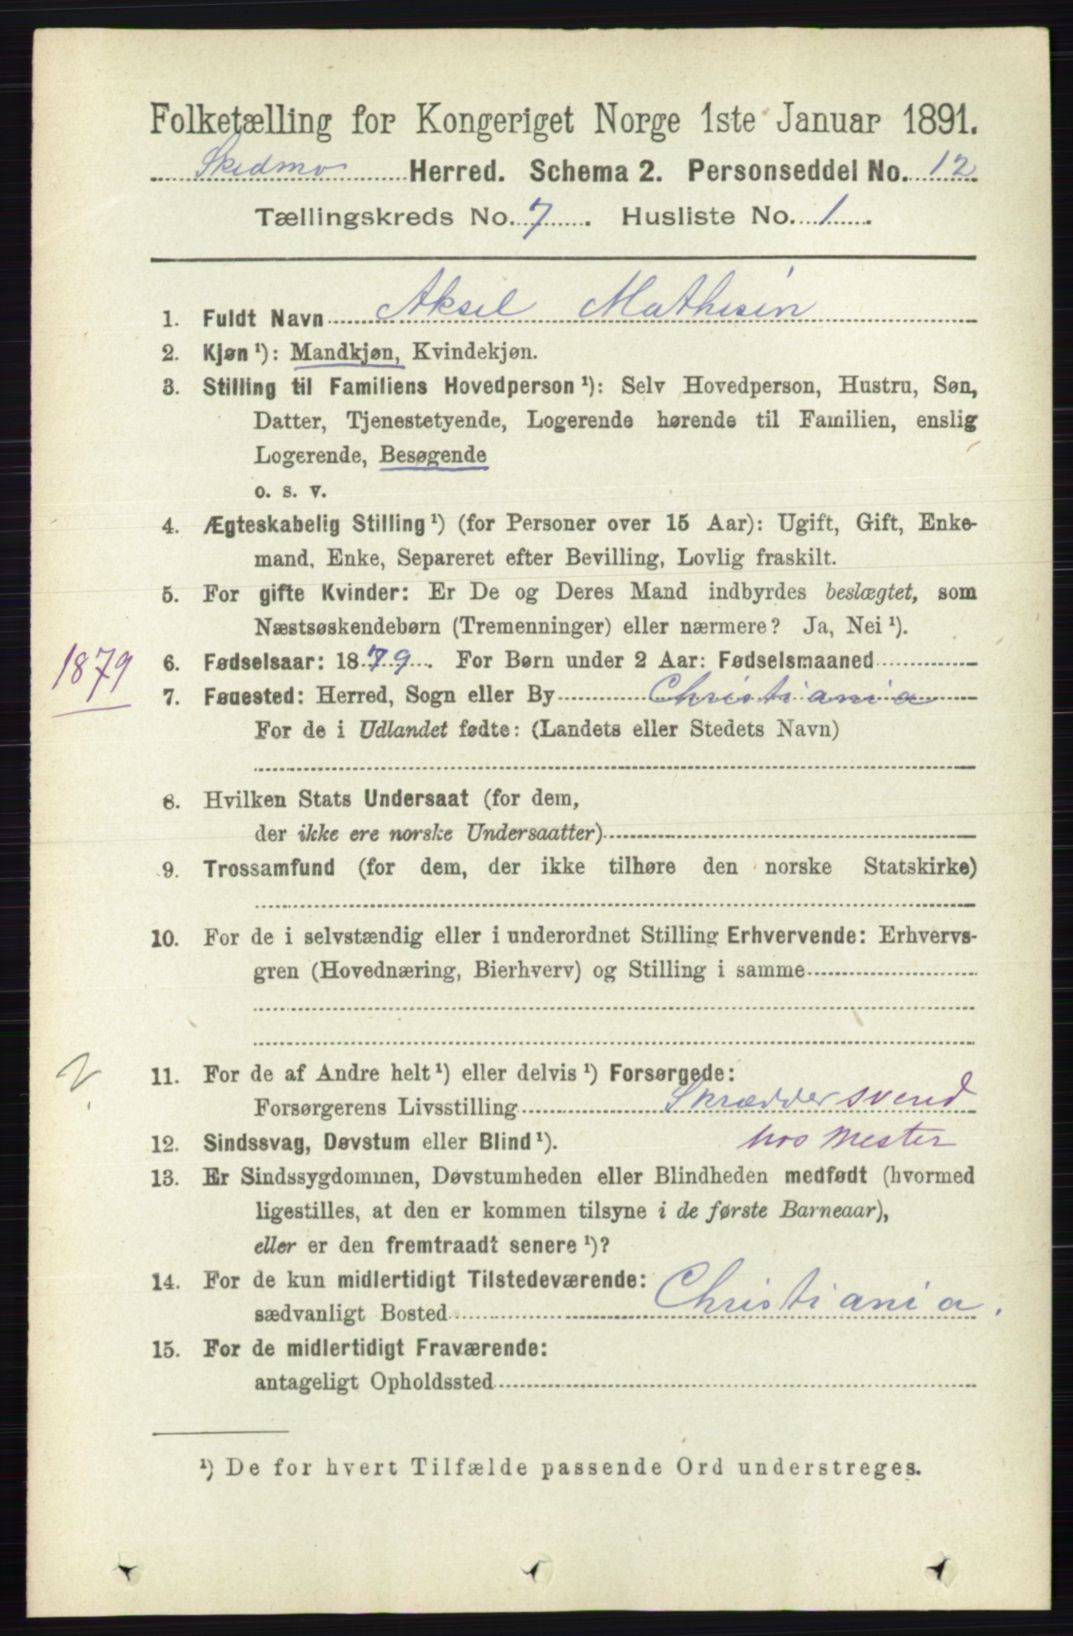 Folketælling for Kongeriget Norge 1ste Januar 1891.
Skedsmo Herred. Schema 2. Personseddel No. 12
Tællingskreds No. 7. Husliste No. 1.
1. Fuldt Navn Aksel Mathisen
2. Kjøn ¹): Mandkjøn, Kvindekjøn.
3. Stilling til Familiens Hovedperson ¹): Selv Hovedperson, Hustru, Søn,
Datter, Tjenestetyende, Logerende hørende til Familien, enslig
Logerende, Besøgende
o. s. v.
4. Ægteskabelig Stilling ¹) (for Personer over 15 Aar): Ugift, Gift, Enke-
mand, Enke, Separeret efter Bevilling, Lovlig fraskilt.
5. For gifte Kvinder: Er De og Deres Mand indbyrdes beslægtet, som
Næstsøskendebørn (Tremenninger) eller nærmere? Ja, Nei ¹).
1879
6. Fødselsaar: 1879. For Børn under 2 Aar: Fødselsmaaned
7. Fødested: Herred, Sogn eller By Christiania
For de i Udlandet fødte: (Landets eller Stedets Navn)
8. Hvilken Stats Undersaat (for dem,
der ikke ere norske Undersaatter)
9. Trossamfund (for dem, der ikke tilhøre den norske Statskirke)
10. For de i selvstændig eller i underordnet Stilling Erhvervende: Erhvervs-
gren (Hovednæring, Bierhverv) og Stilling i samme
11. For de af Andre helt ¹) eller delvis ¹) Forsørgede:
Forsørgerens Livsstilling Skræddersvend
hos Mester
12. Sindssvag, Døvstum eller Blind ¹).
13. Er Sindssygdommen, Døvstumheden eller Blindheden medfødt (hvormed
ligestilles, at den er kommen tilsyne i de første Barneaar),
eller er den fremtraadt senere ¹)?
14. For de kun midlertidigt Tilstedeværende:
sædvanligt Bosted Christiania.
15. For de midlertidigt Fraværende:
antageligt Opholdssted
¹) De for hvert Tilfælde passende Ord understreges.